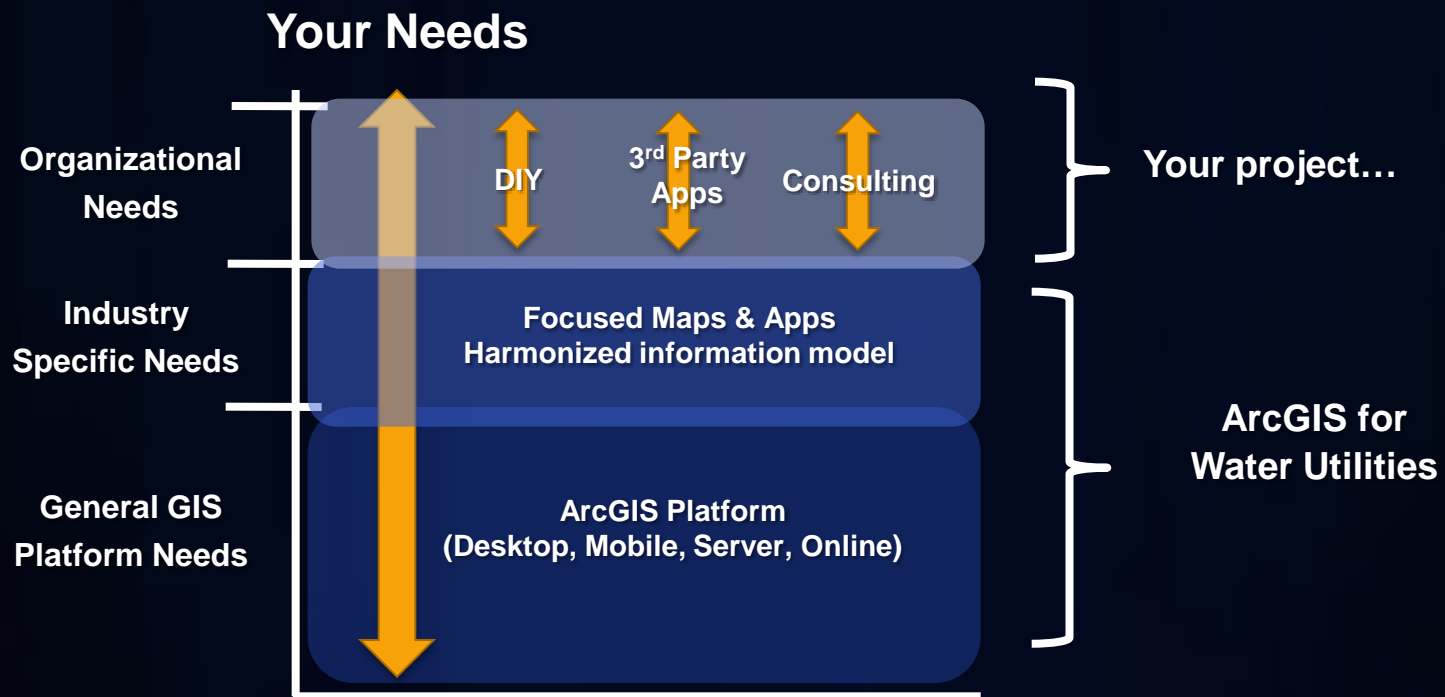 Your Needs
Organizational
Needs
DIY
3rd Party
Apps
Consulting
Your project…
Industry
Specific Needs
Focused Maps & Apps
Harmonized information model
ArcGIS for
Water Utilities
General GIS
Platform Needs
ArcGIS Platform
(Desktop, Mobile, Server, Online)